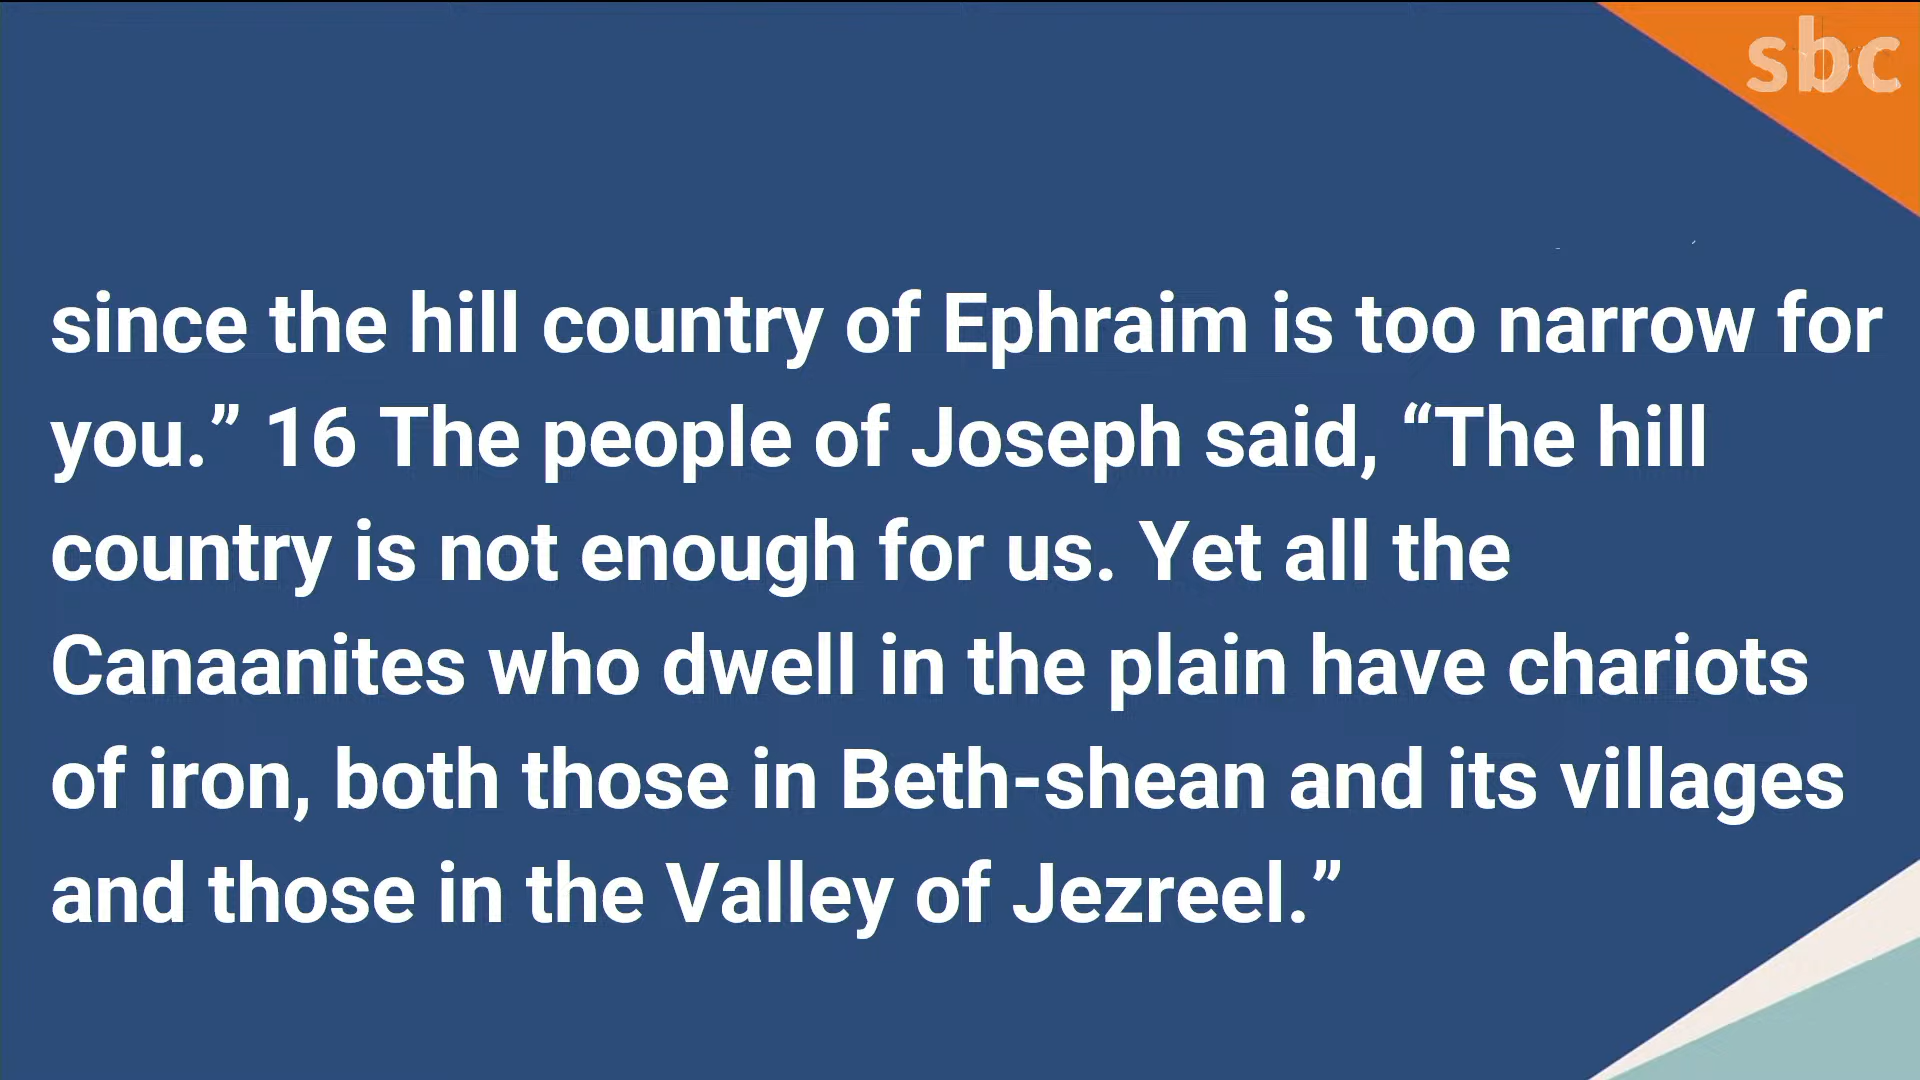 sbc
since the hill country of Ephraim is too narrow for
you.” 16 The people of Joseph said, “The hill
country is not enough for us. Yet all the
Canaanites who dwell in the plain have chariots
of iron, both those in Beth-shean and its villages
and those in the Valley of Jezreel.”